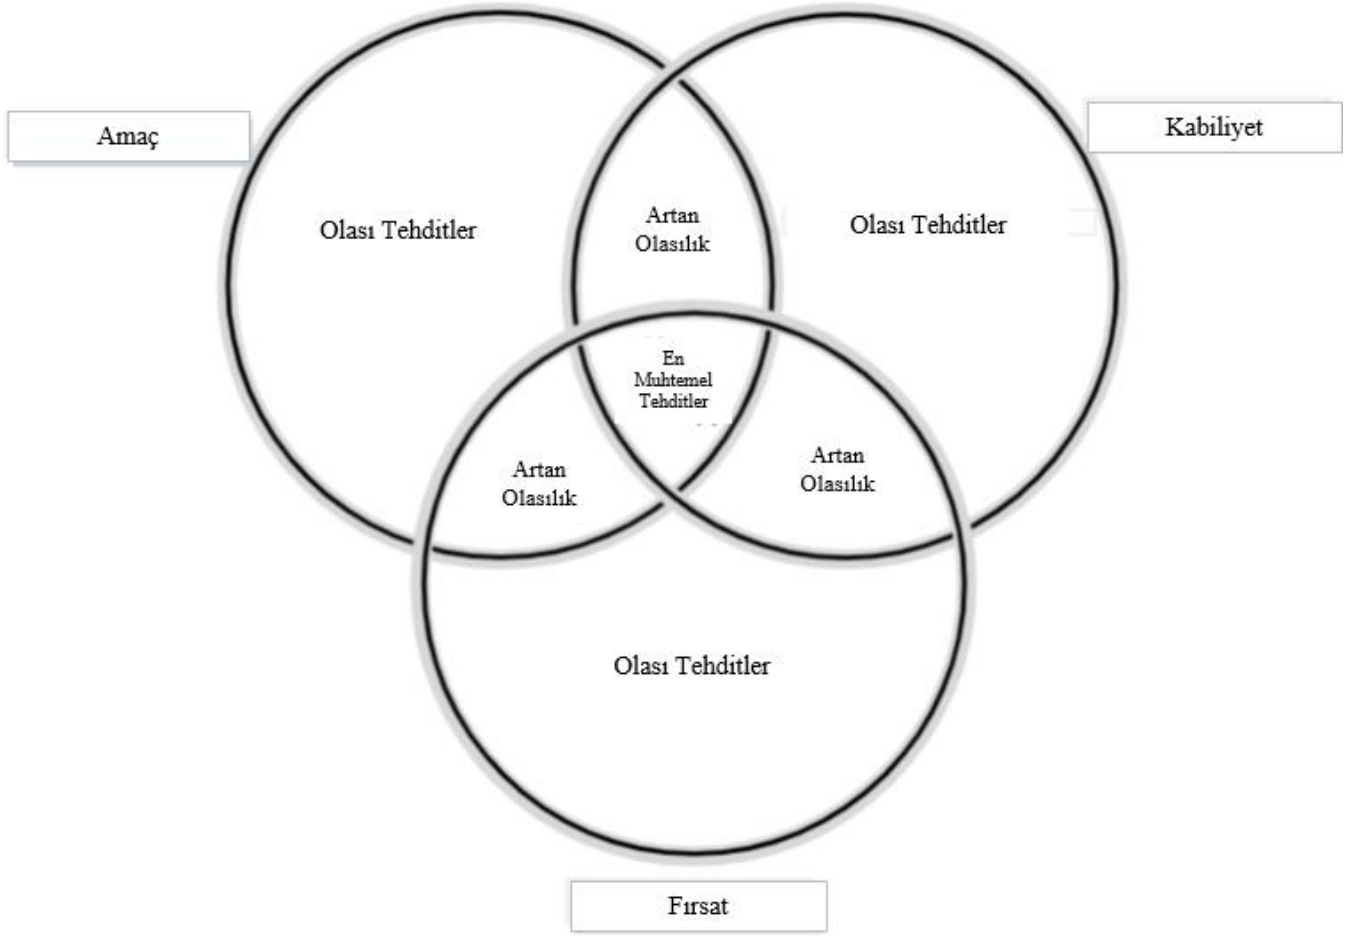 Amaç
Kabiliyet
Olası Tehditler
Artan
Olasılık
Olası Tehditler
En
Muhtemel
Tehditler
Artan
Olasılık
Artan
Olasılık
Olası Tehditler
Fırsat